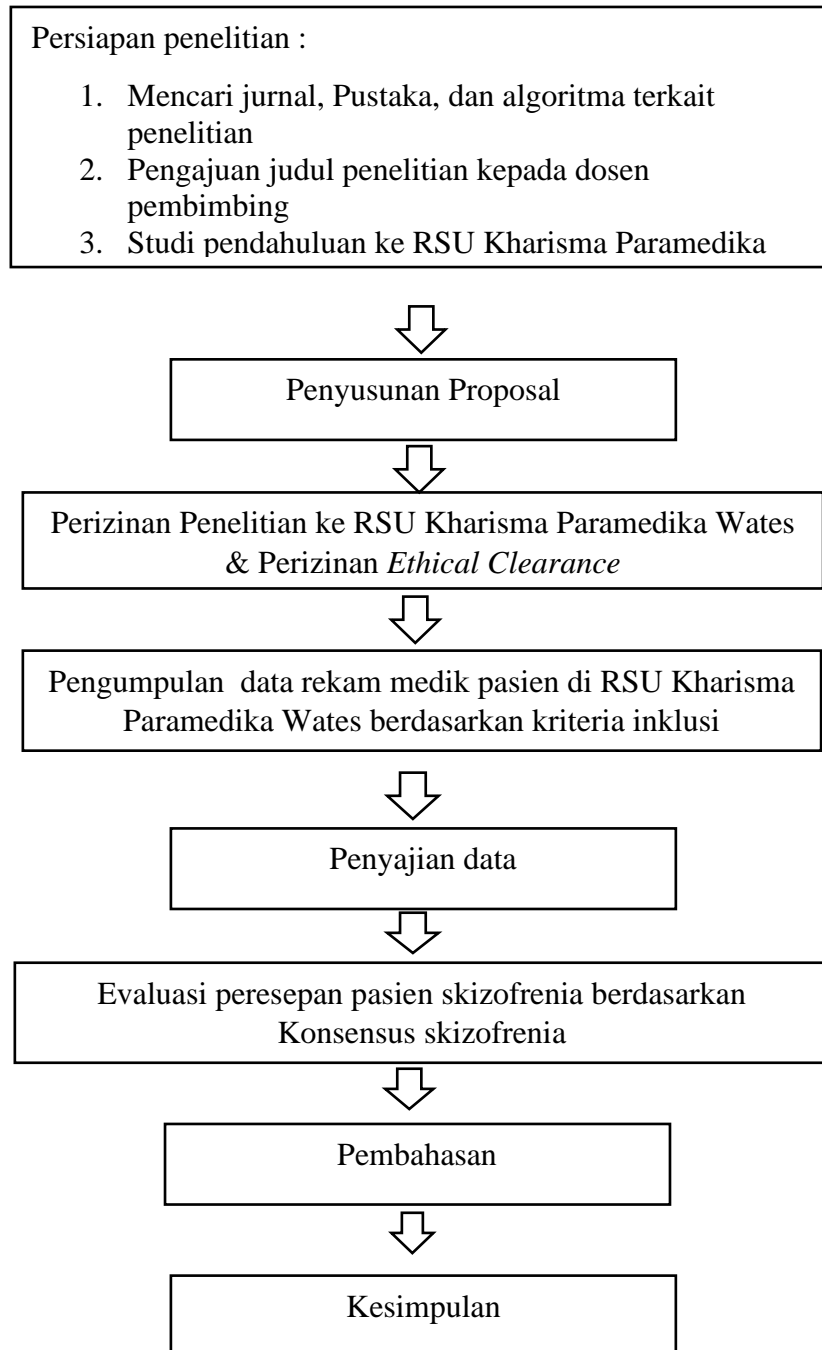 Persiapan penelitian :
1. Mencari jurnal, Pustaka, dan algoritma terkait
penelitian
2. Pengajuan judul penelitian kepada dosen
pembimbing
3. Studi pendahuluan ke RSU Kharisma Paramedika
Penyusunan Proposal
Perizinan Penelitian ke RSU Kharisma Paramedika Wates
& Perizinan Ethical Clearance
Pengumpulan data rekam medik pasien di RSU Kharisma
Paramedika Wates berdasarkan kriteria inklusi
Penyajian data
Evaluasi peresepan pasien skizofrenia berdasarkan
Konsensus skizofrenia
Pembahasan
Kesimpulan